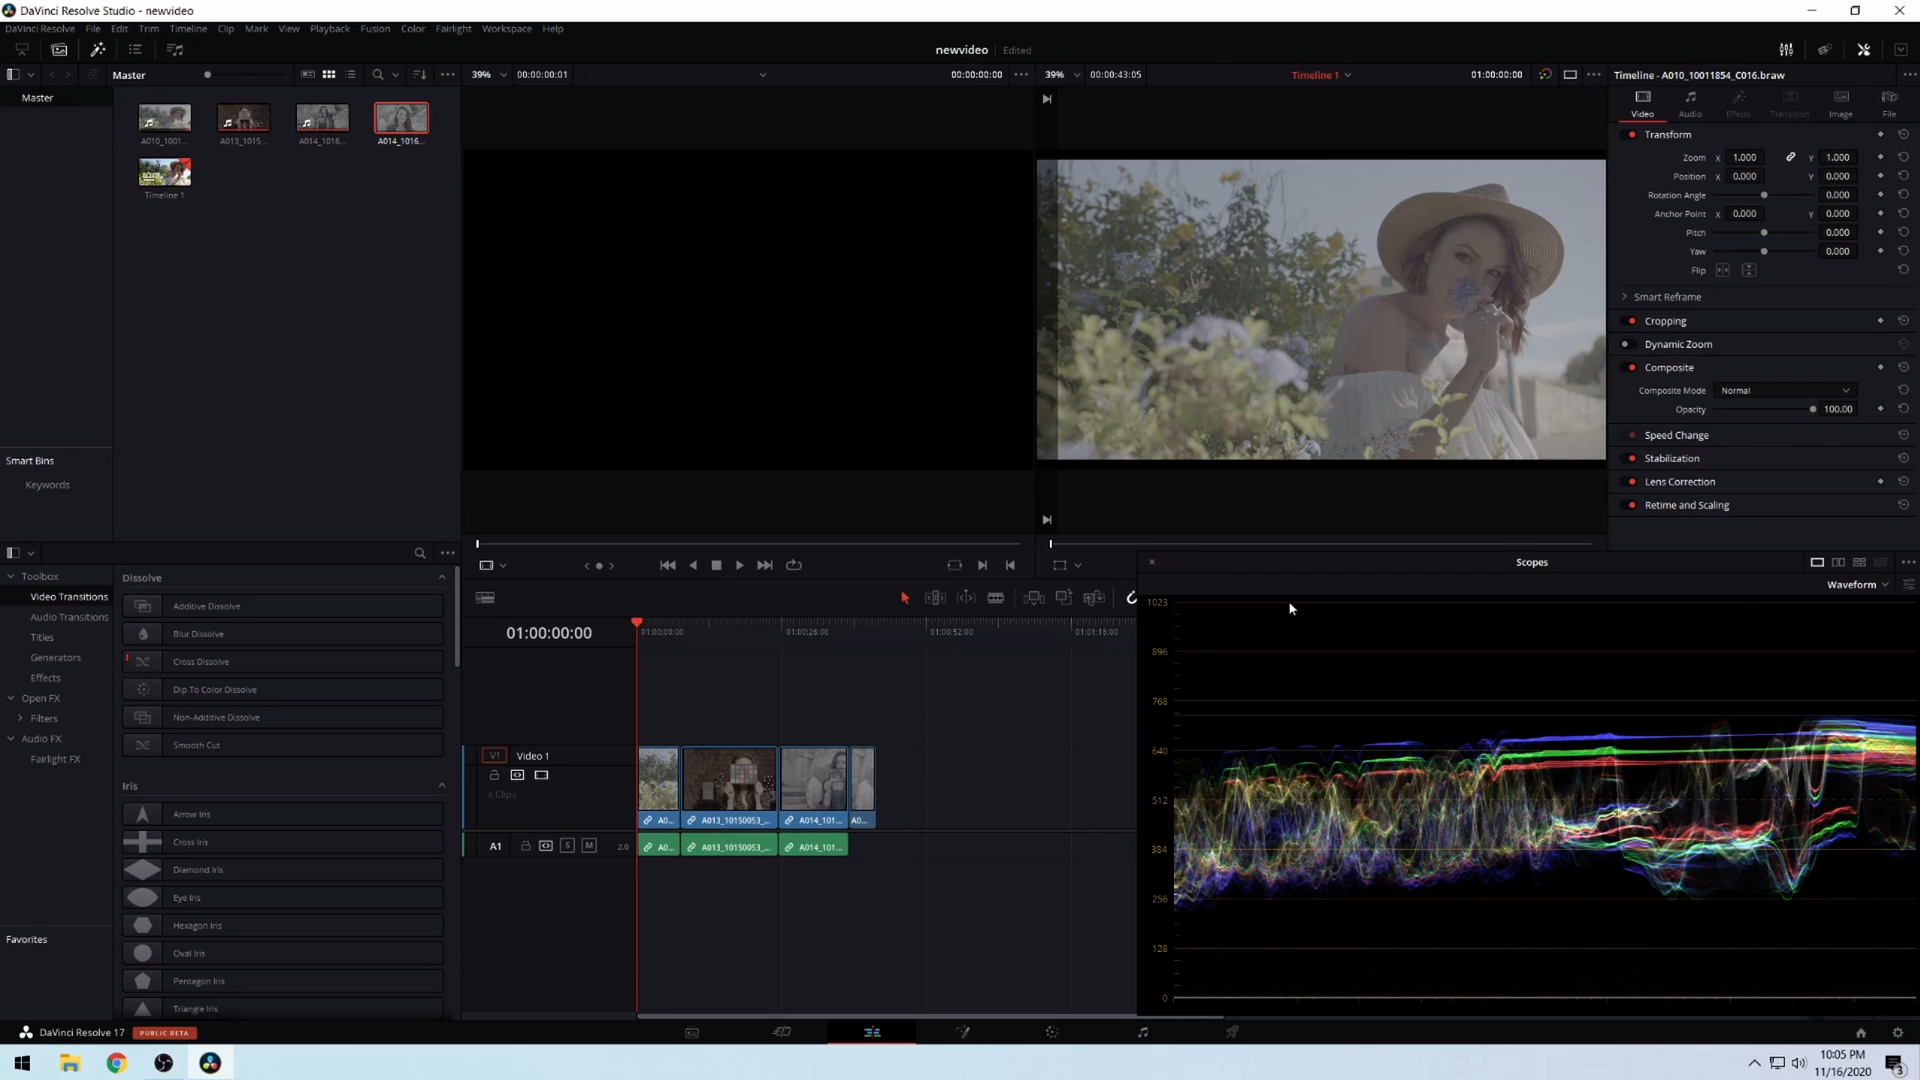 DaVinci Resolve Studio - newvideo
DaVinci Resolve File Edit Trim Timeline Clip Mark View Playback Fusion Color Fairlight Workspace Help
newvideo Edited
Master
39% 00:00:00:01 00:00:00:00
39% 00:00:43:05 Timeline 1 01:00:00:00
Timeline - A010_10011854_C016.braw
Master
A010_1001...
A013_1015...
A014_1016...
A014_1016...
Timeline 1
Video Audio Effects Transition Image File
Transform
Zoom X 1.000 Y 1.000
Position X 0.000 Y 0.000
Rotation Angle 0.000
Anchor Point X 0.000 Y 0.000
Pitch 0.000
Yaw 0.000
Flip
Smart Reframe
Cropping
Dynamic Zoom
Composite
Composite Mode Normal
Opacity 100.00
Speed Change
Stabilization
Lens Correction
Retime and Scaling
Smart Bins
Keywords
Toolbox
Video Transitions
Audio Transitions
Titles
Generators
Effects
Open FX
Filters
Audio FX
Fairlight FX
Favorites
Dissolve
Additive Dissolve
Blur Dissolve
Cross Dissolve
Dip To Color Dissolve
Non-Additive Dissolve
Smooth Cut
Iris
Arrow Iris
Cross Iris
Diamond Iris
Eye Iris
Hexagon Iris
Oval Iris
Pentagon Iris
Triangle Iris
01:00:00:00
01:00:00:00 01:00:26:00 01:00:52:00 01:01:18:00
V1 Video 1
4 Clips
A0... A013_10150053_... A014_101... A0...
A1 S M 2.0
A0... A013_10150053_... A014_101...
Scopes
Waveform
1023
896
768
640
512
384
256
128
0
DaVinci Resolve 17 PUBLIC BETA
10:05 PM
11/16/2020
3